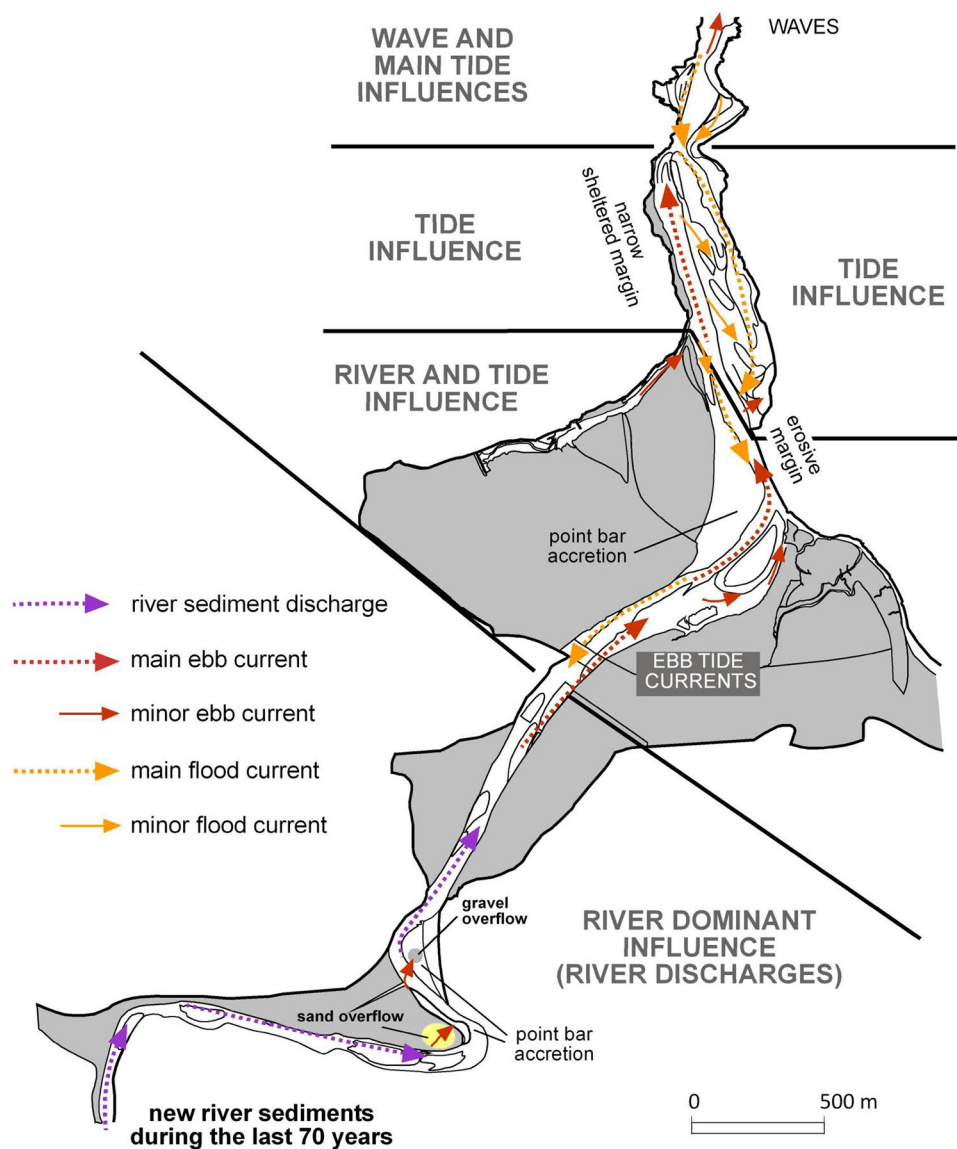 WAVES
WAVE AND
MAIN TIDE
INFLUENCES
TIDE
INFLUENCE
narrow
sheltered margin
TIDE
INFLUENCE
RIVER AND TIDE
INFLUENCE
erosive
margin
point bar
accretion
river sediment discharge
main ebb current
minor ebb current
main flood current
minor flood current
EBB TIDE
CURRENTS
gravel
overflow
RIVER DOMINANT
INFLUENCE
(RIVER DISCHARGES)
sand overflow
point bar
accretion
new river sediments
during the last 70 years
0 500 m